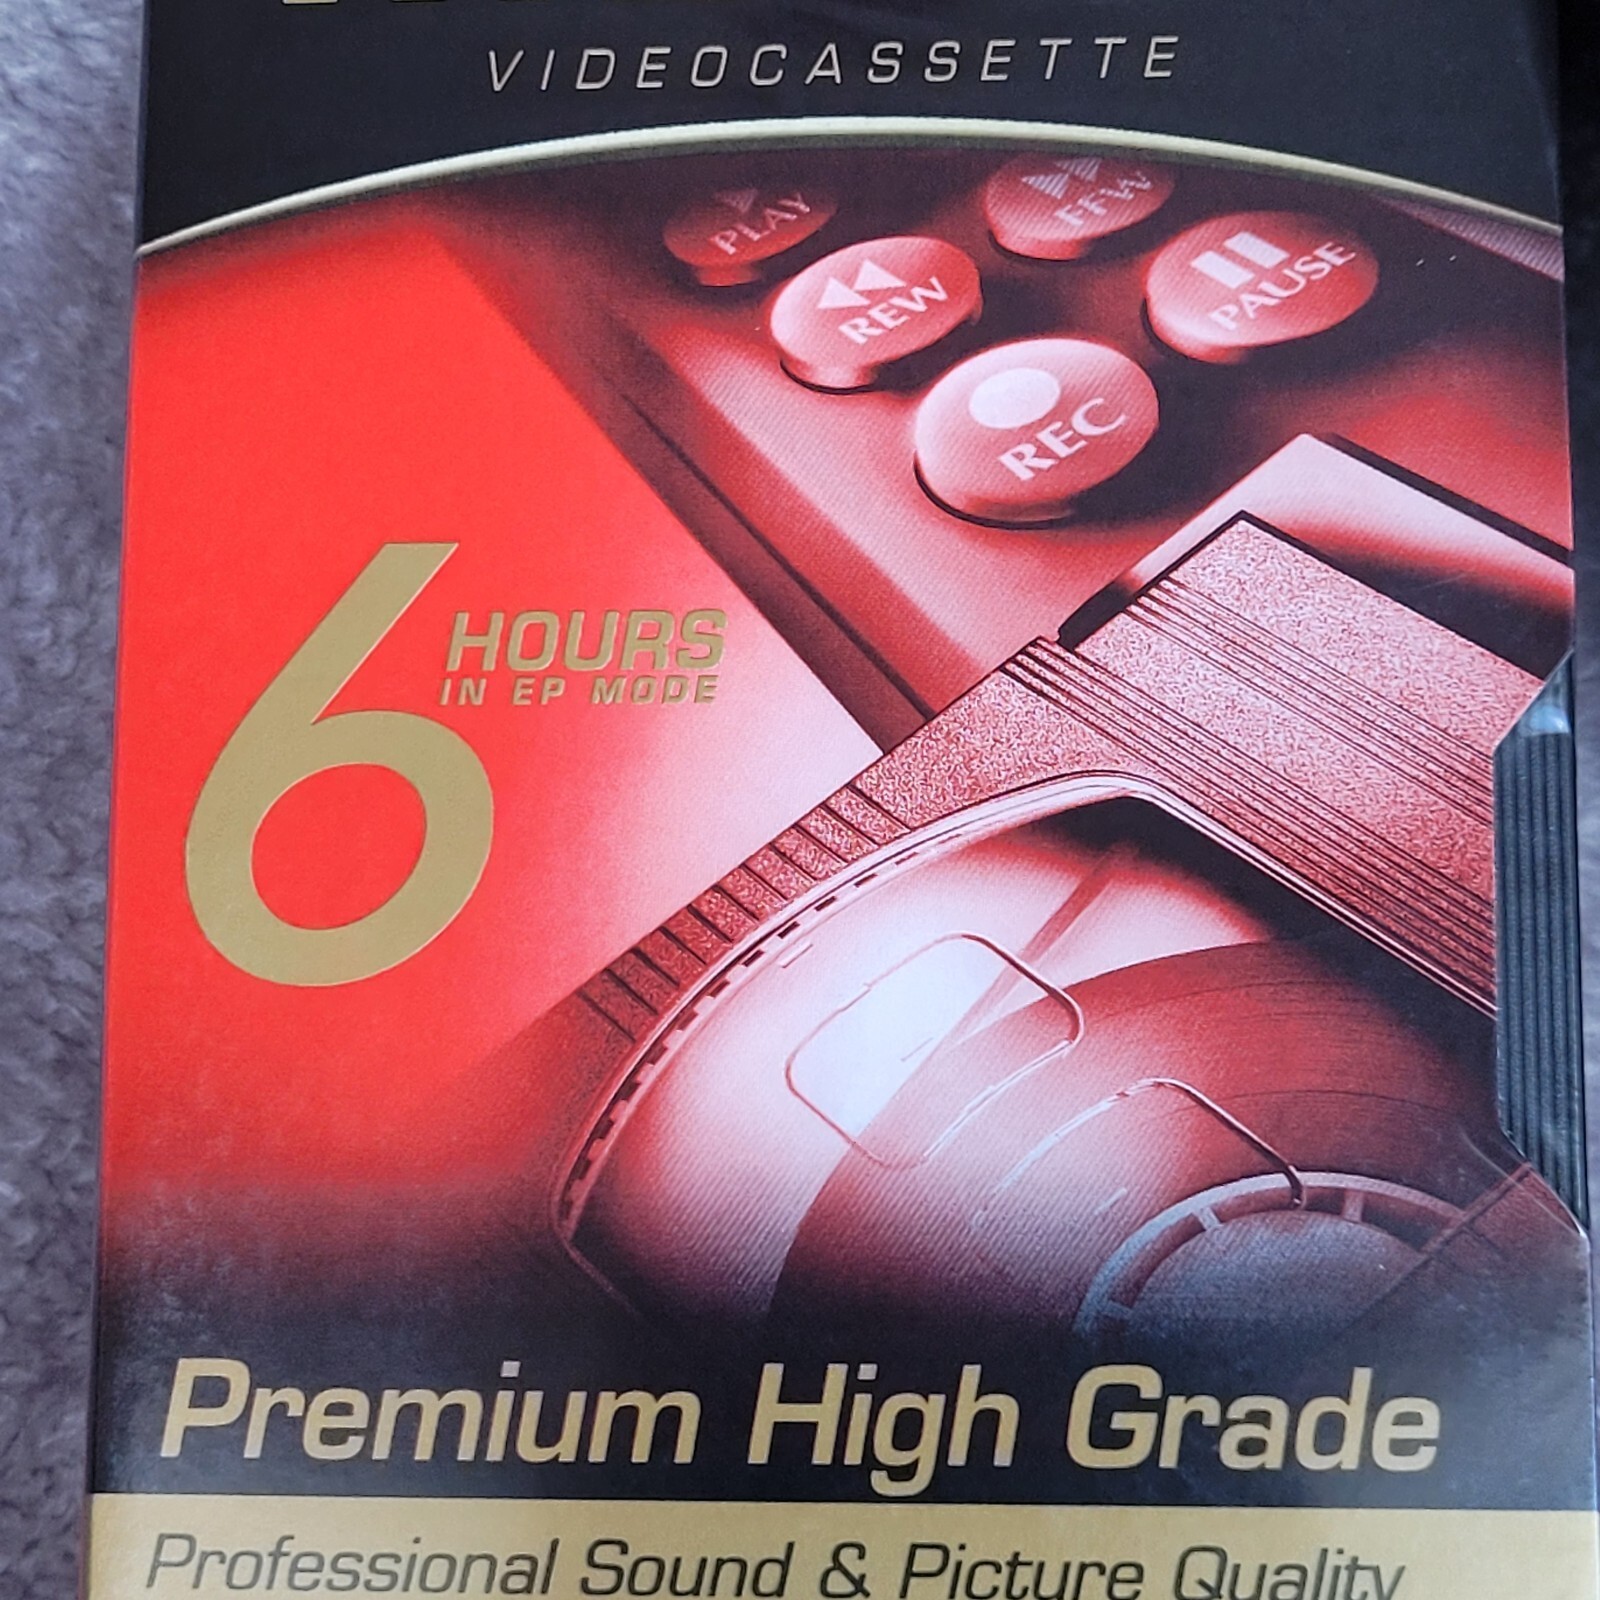 VIDEOCASSETTE
PLAY
FFW
REW
PAUSE
REC
6 HOURS
IN EP MODE
Premium High Grade
Professional Sound & Picture Quality